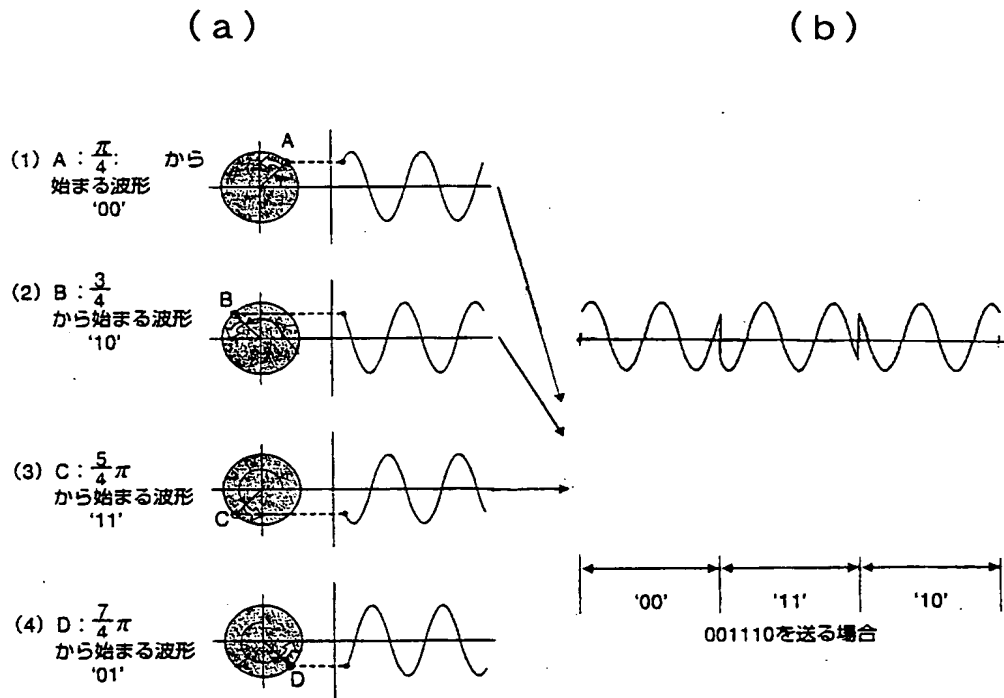 (a)
(b)
(1) A : π/4 : から
始まる波形
‘00’
A
(2) B : 3/4
から始まる波形
‘10’
B
(3) C : 5/4 π
から始まる波形
‘11’
C
(4) D : 7/4 π
から始まる波形
‘01’
D
‘00’ ‘11’ ‘10’
001110を送る場合